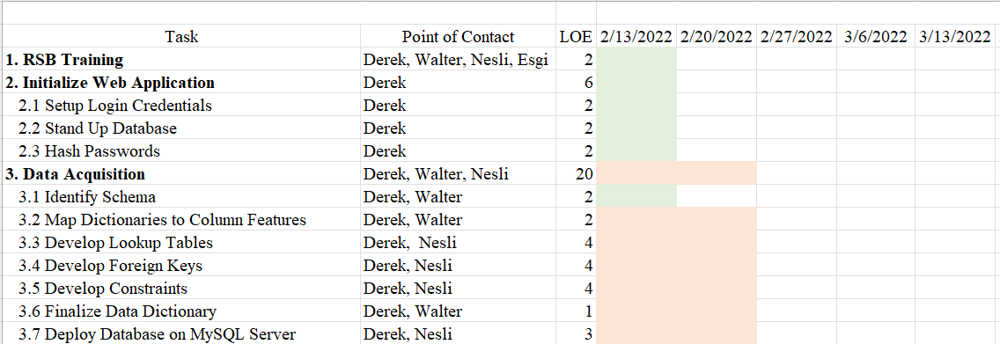 Task Point of Contact LOE 2/13/2022 2/20/2022 2/27/2022 3/6/2022 3/13/2022
1. RSB Training Derek, Walter, Nesli, Esgi 2
2. Initialize Web Application Derek 6
2.1 Setup Login Credentials Derek 2
2.2 Stand Up Database Derek 2
2.3 Hash Passwords Derek 2
3. Data Acquisition Derek, Walter, Nesli 20
3.1 Identify Schema Derek, Walter 2
3.2 Map Dictionaries to Column Features Derek, Walter 2
3.3 Develop Lookup Tables Derek,  Nesli 4
3.4 Develop Foreign Keys Derek, Nesli 4
3.5 Develop Constraints Derek, Nesli 4
3.6 Finalize Data Dictionary Derek, Walter 1
3.7 Deploy Database on MySQL Server Derek, Nesli 3